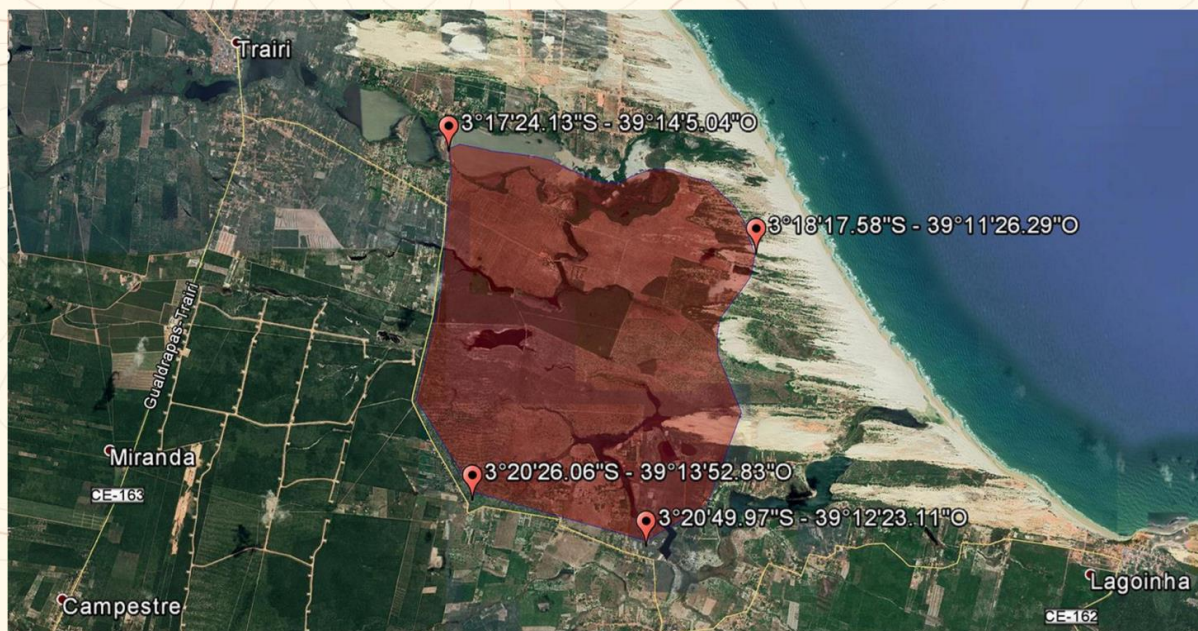 Trairi
3°17'24.13"S - 39°14'5.04"O
3°18'17.58"S - 39°11'26.29"O
Gualdrapas-Trairi
Miranda
3°20'26.06"S - 39°13'52.83"O
CE-163
3°20'49.97"S - 39°12'23.11"O
Lagoinha
Campestre
CE-162